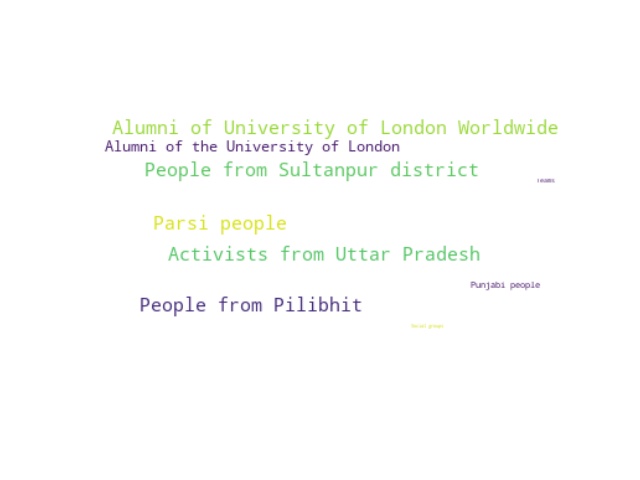 Alumni of University of London Worldwide
Alumni of the University of London
People from Sultanpur district
Parsi people
Activists from Uttar Pradesh
Punjabi people
People from Pilibhit